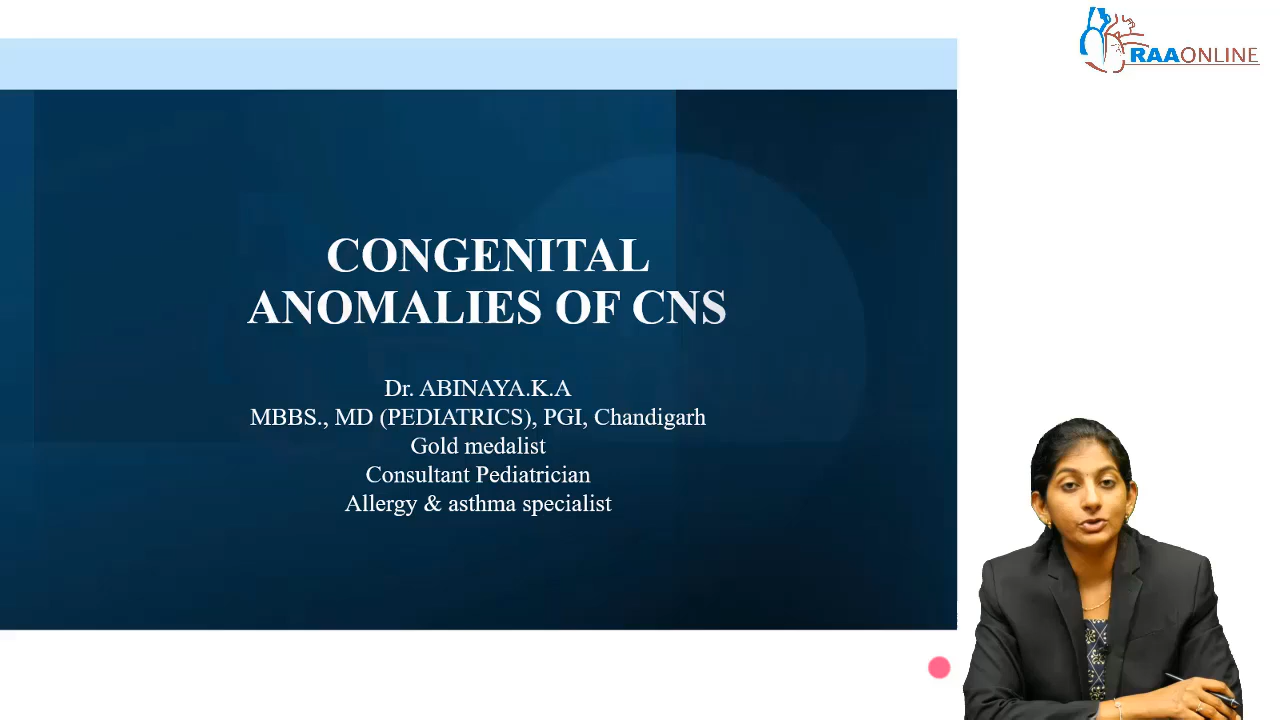 RAAONLINE
CONGENITAL
ANOMALIES OF CNS
Dr. ABINAYA.K.A
MBBS., MD (PEDIATRICS), PGI, Chandigarh
Gold medalist
Consultant Pediatrician
Allergy & asthma specialist